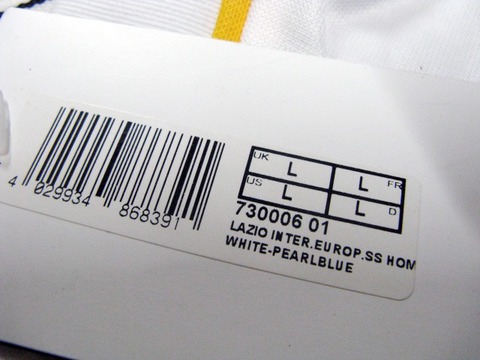 UK L L FR
US L L D
730006 01
LAZIO INTER.EUROP.SS HOM
WHITE-PEARLBLUE
4 029934 868391